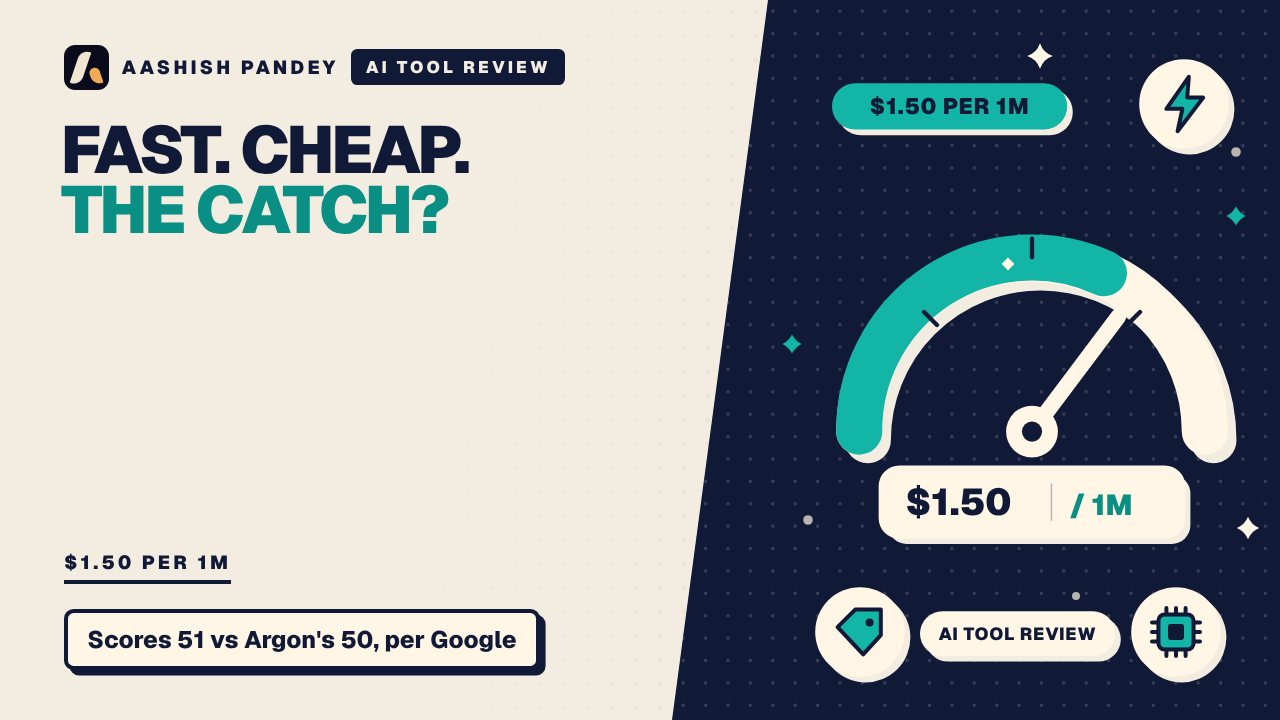 AASHISH PANDEY
AI TOOL REVIEW
FAST. CHEAP.
THE CATCH?
$1.50 PER 1M
Scores 51 vs Argon's 50, per Google
$1.50 PER 1M
$1.50 / 1M
AI TOOL REVIEW